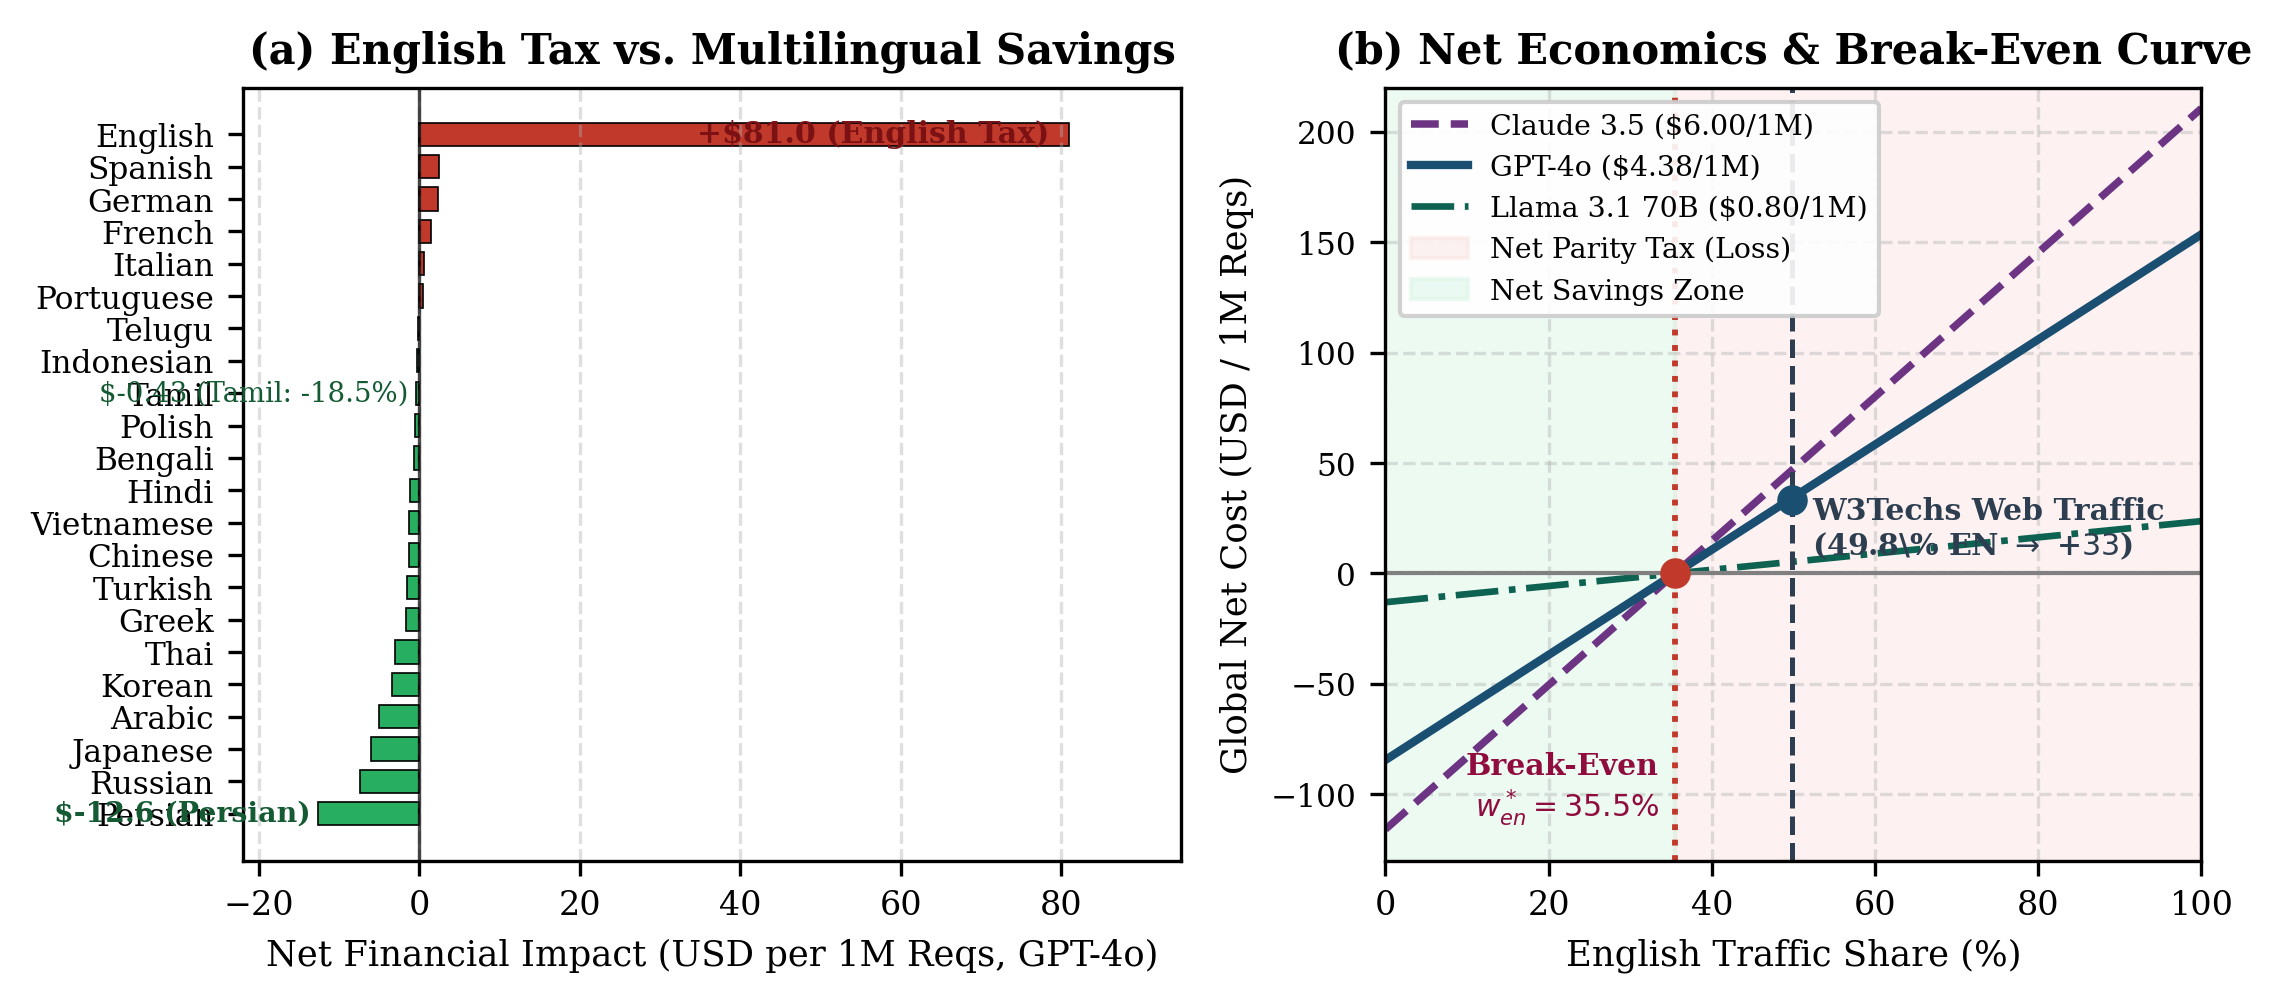 (a) English Tax vs. Multilingual Savings
English
Spanish
German
French
Italian
Portuguese
Telugu
Indonesian
Tamil
Polish
Bengali
Hindi
Vietnamese
Chinese
Turkish
Greek
Thai
Korean
Arabic
Japanese
Russian
Persian
+$81.0 (English Tax)
$-0.43 (Tamil: -18.5%)
$-12.6 (Persian)
−20 0 20 40 60 80
Net Financial Impact (USD per 1M Reqs, GPT-4o)
(b) Net Economics & Break-Even Curve
Global Net Cost (USD / 1M Reqs)
200
150
100
50
0
−50
−100
Claude 3.5 ($6.00/1M)
GPT-4o ($4.38/1M)
Llama 3.1 70B ($0.80/1M)
Net Parity Tax (Loss)
Net Savings Zone
W3Techs Web Traffic
(49.8\% EN → +33)
Break-Even
w*en = 35.5%
0 20 40 60 80 100
English Traffic Share (%)